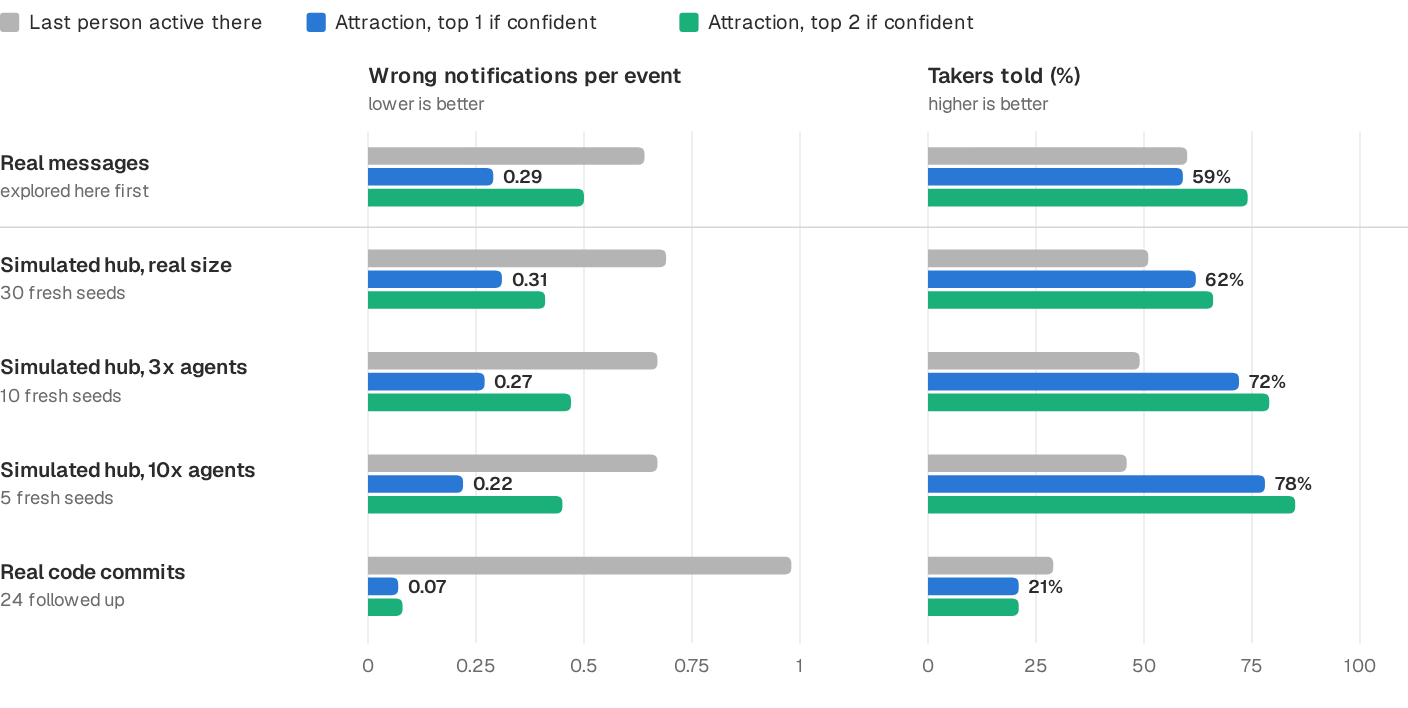 Last person active there
Attraction, top 1 if confident
Attraction, top 2 if confident
Wrong notifications per event
lower is better
Takers told (%)
higher is better
Real messages
explored here first
0.29
59%
Simulated hub, real size
30 fresh seeds
0.31
62%
Simulated hub, 3x agents
10 fresh seeds
0.27
72%
Simulated hub, 10x agents
5 fresh seeds
0.22
78%
Real code commits
24 followed up
0.07
21%
0 0.25 0.5 0.75 1
0 25 50 75 100